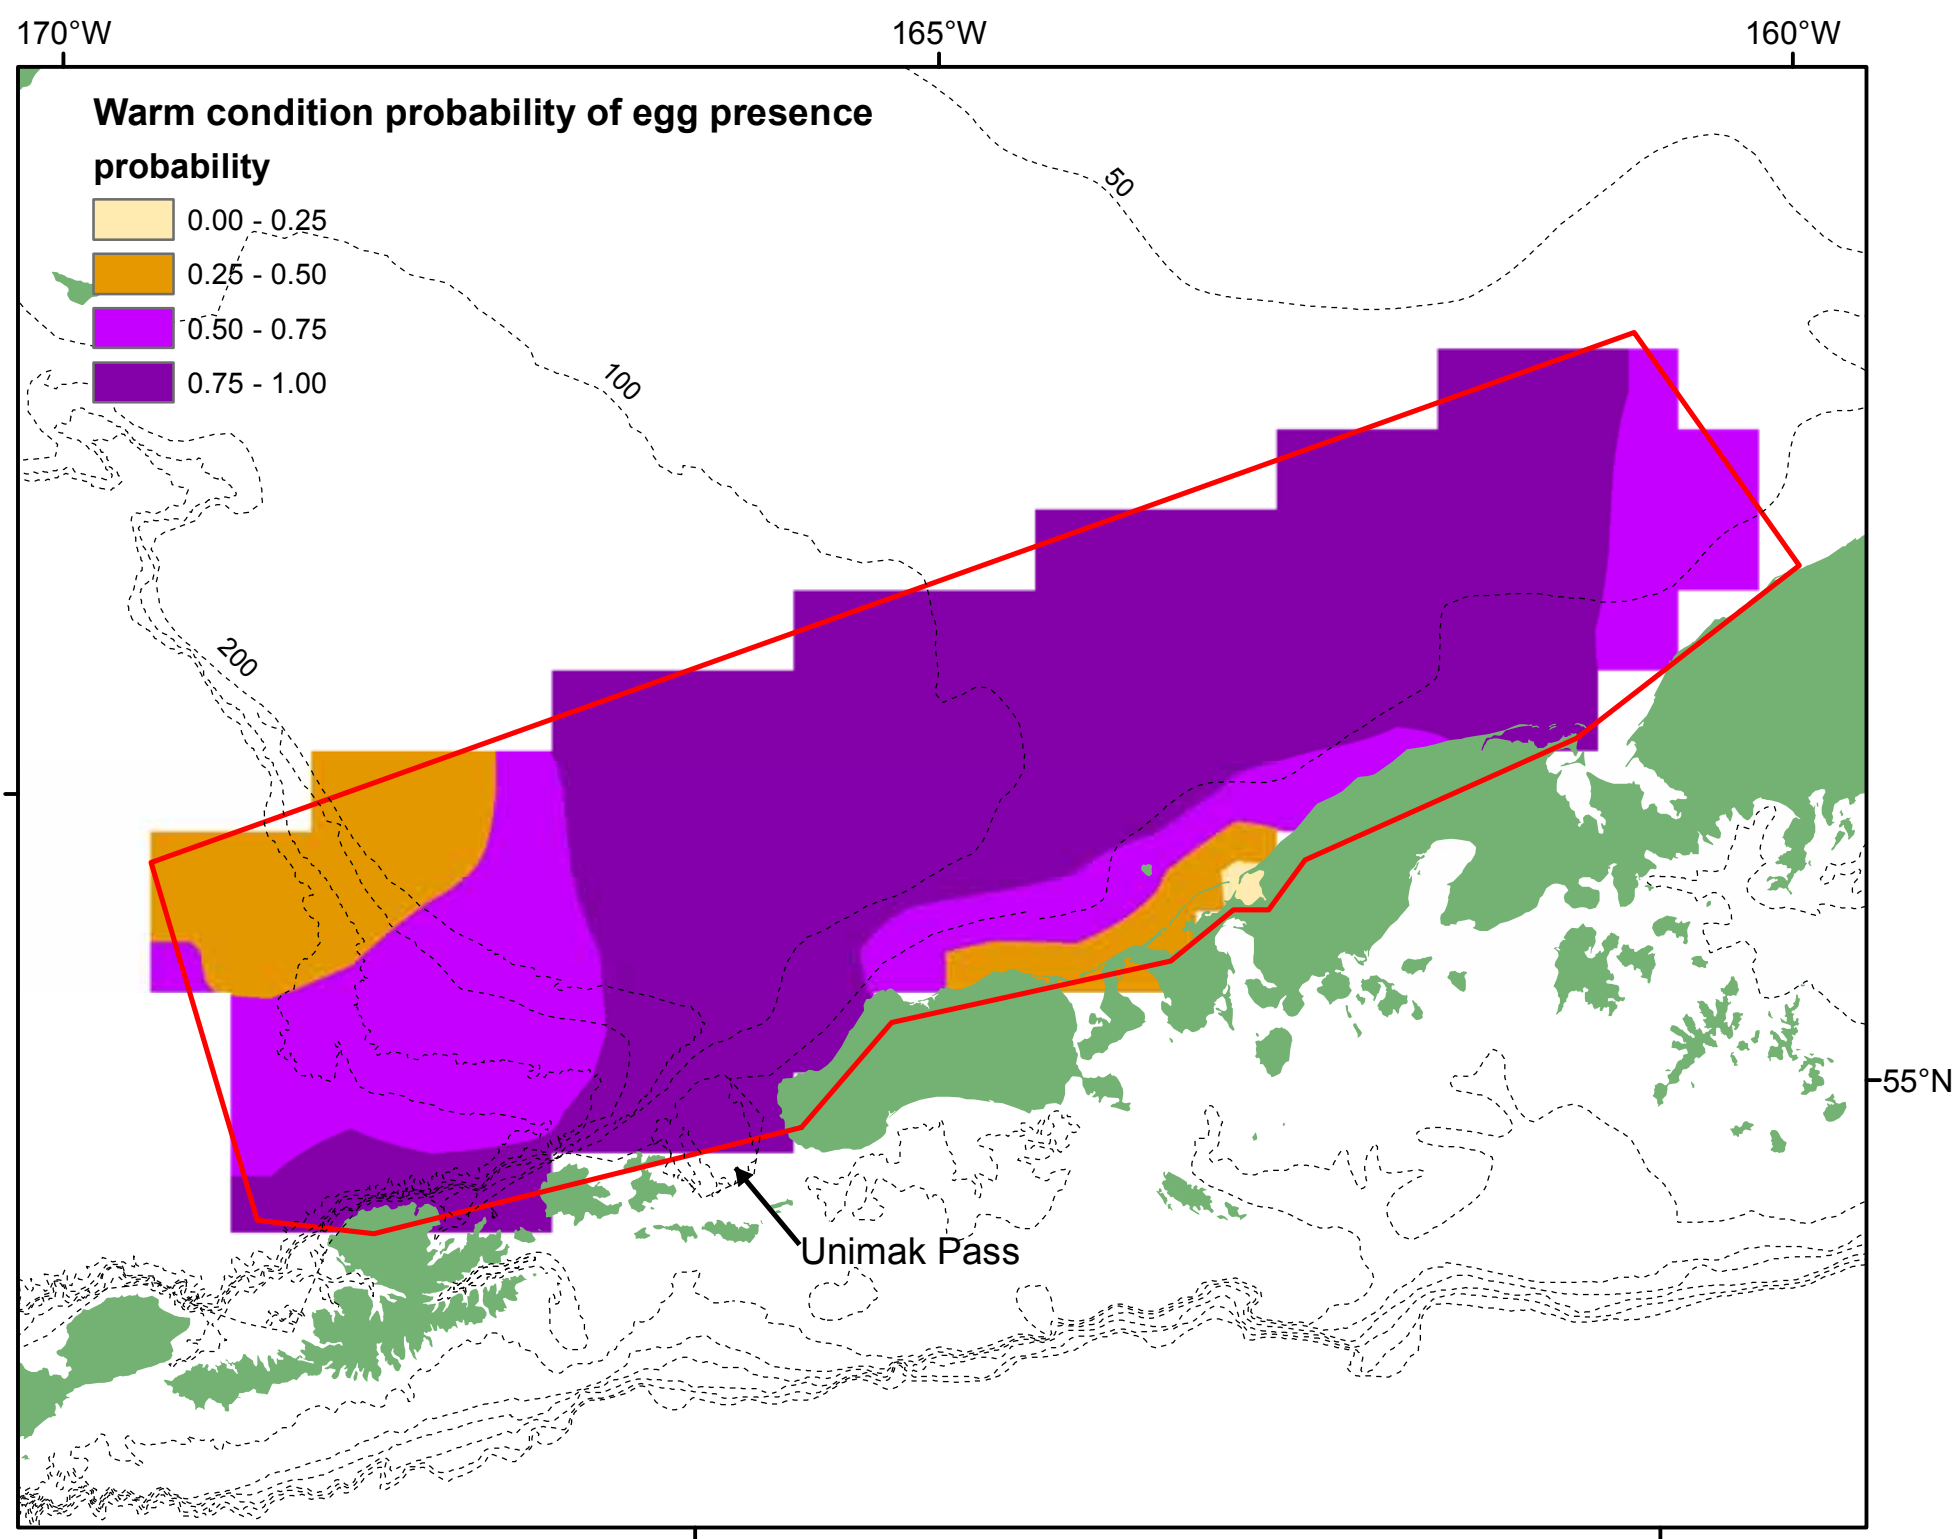 170°W 165°W 160°W
Warm condition probability of egg presence
probability
0.00 - 0.25
0.25 - 0.50
0.50 - 0.75
0.75 - 1.00
50
100
200
55°N
Unimak Pass